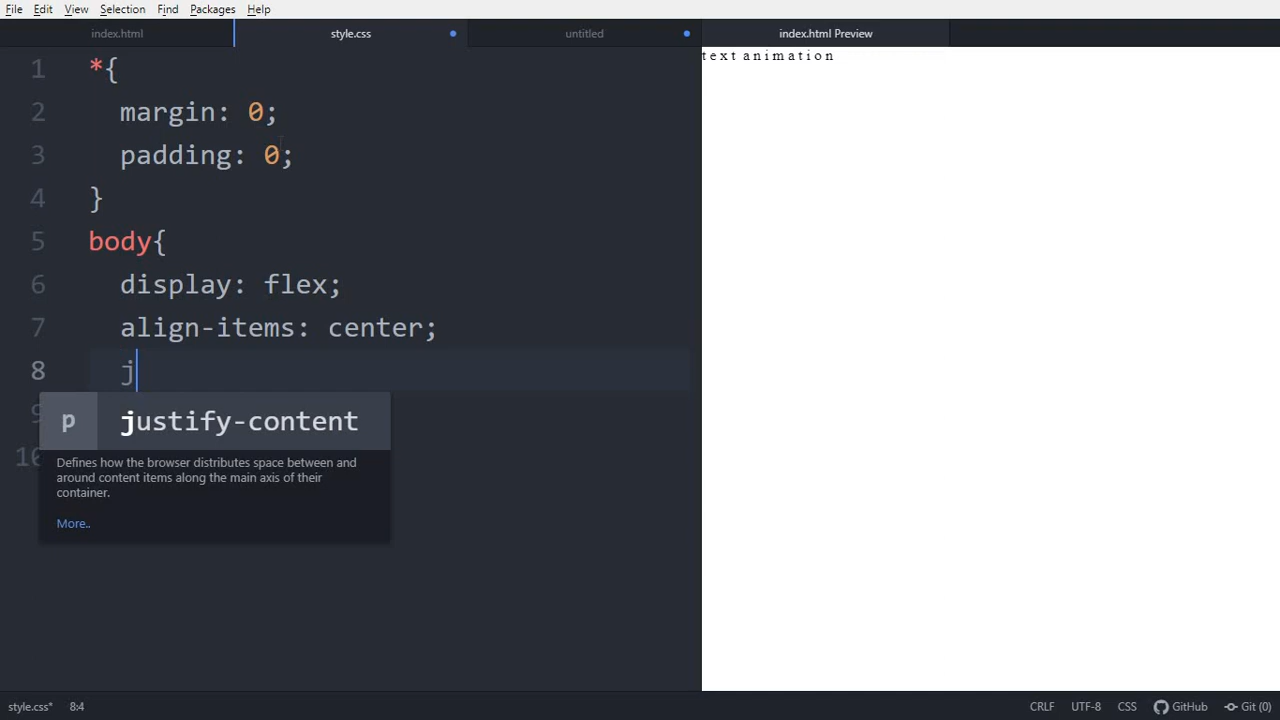 File Edit View Selection Find Packages Help
index.html style.css untitled index.html Preview
1 *{
2 margin: 0;
3 padding: 0;
4 }
5 body{
6 display: flex;
7 align-items: center;
8 j
9
p justify-content
10
Defines how the browser distributes space between and
around content items along the main axis of their
container.
More..
t e x t a n i m a t i o n
style.css* 8:4 CRLF UTF-8 CSS GitHub Git (0)